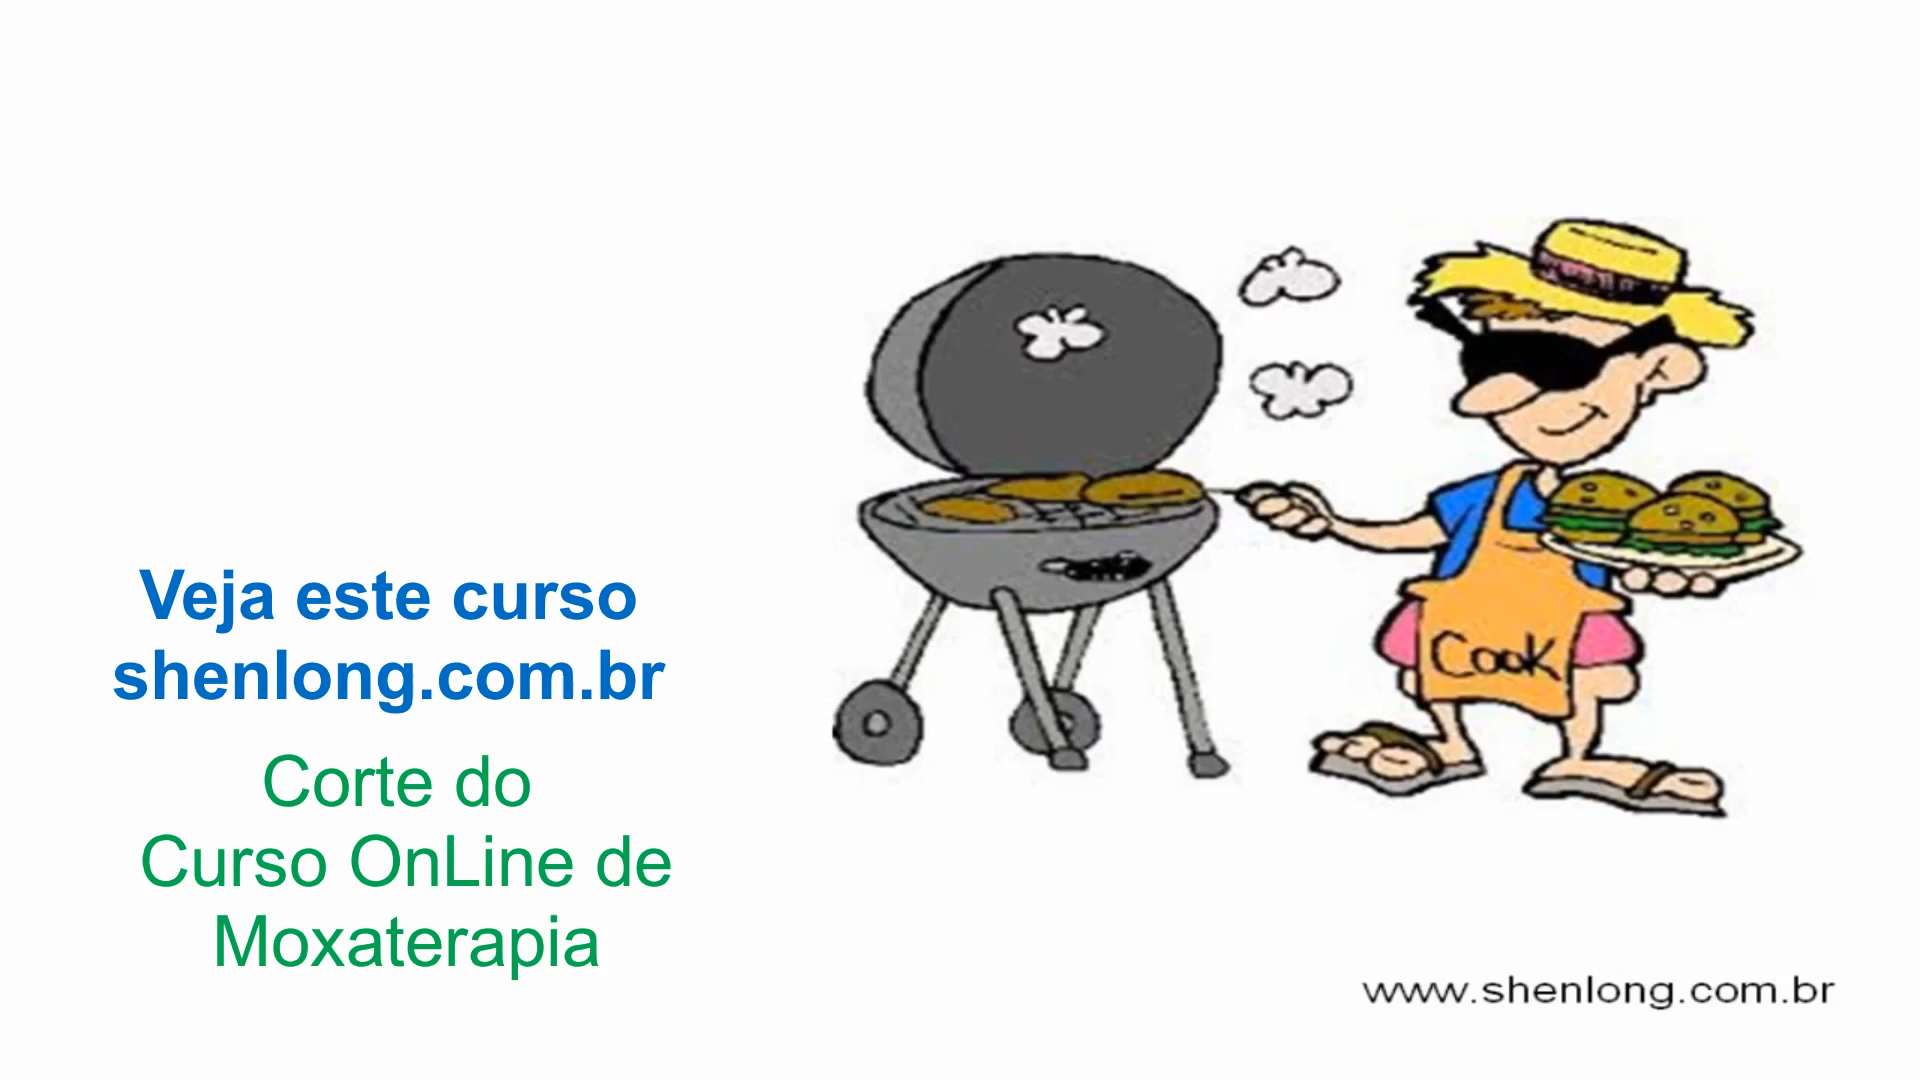 Veja este curso
shenlong.com.br
Corte do
Curso OnLine de
Moxaterapia
Cook
www.shenlong.com.br